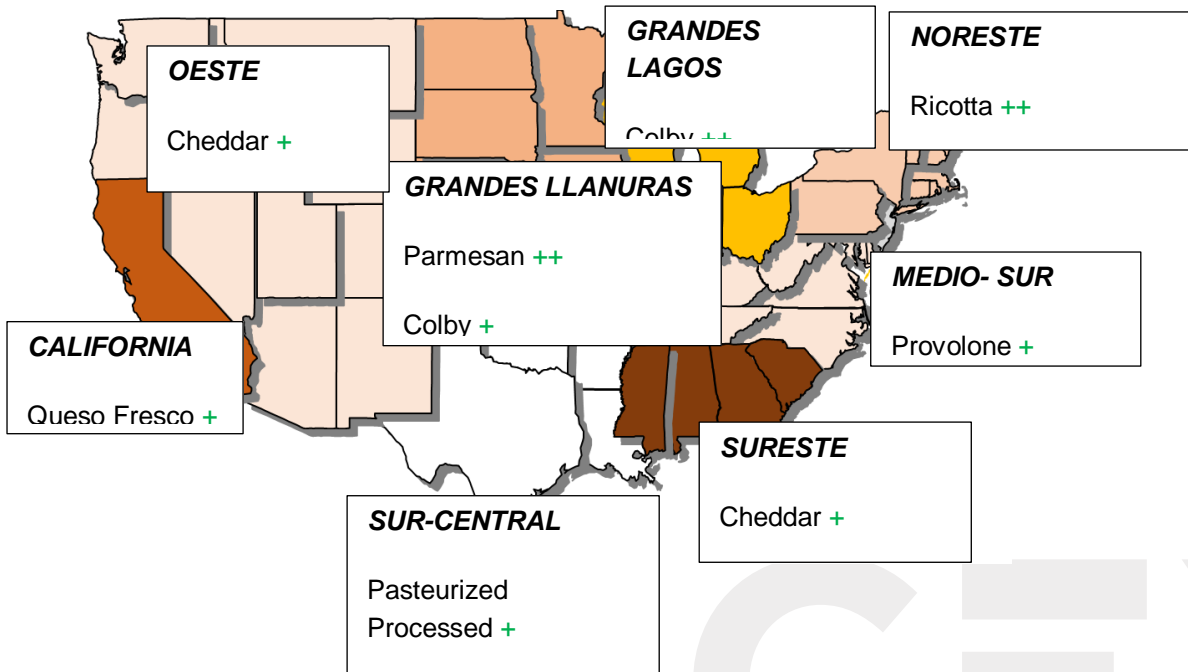 OESTE
Cheddar +
GRANDES
LAGOS
Colby ++
NORESTE
Ricotta ++
GRANDES LLANURAS
Parmesan ++
Colby +
MEDIO- SUR
Provolone +
CALIFORNIA
Queso Fresco +
SURESTE
Cheddar +
SUR-CENTRAL
Pasteurized
Processed +